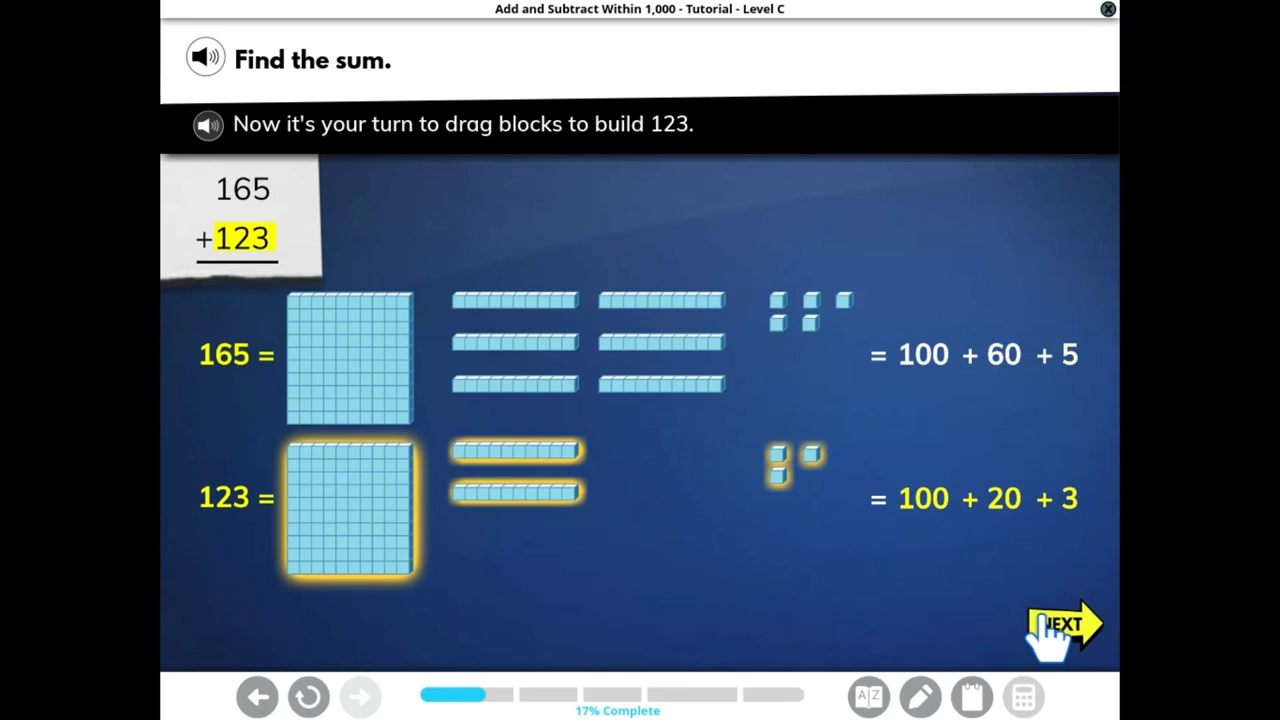 Add and Subtract Within 1,000 - Tutorial - Level C
Find the sum.
Now it's your turn to drag blocks to build 123.
165
+123
165 =
= 100 + 60 + 5
123 =
= 100 + 20 + 3
NEXT
A Z
17% Complete